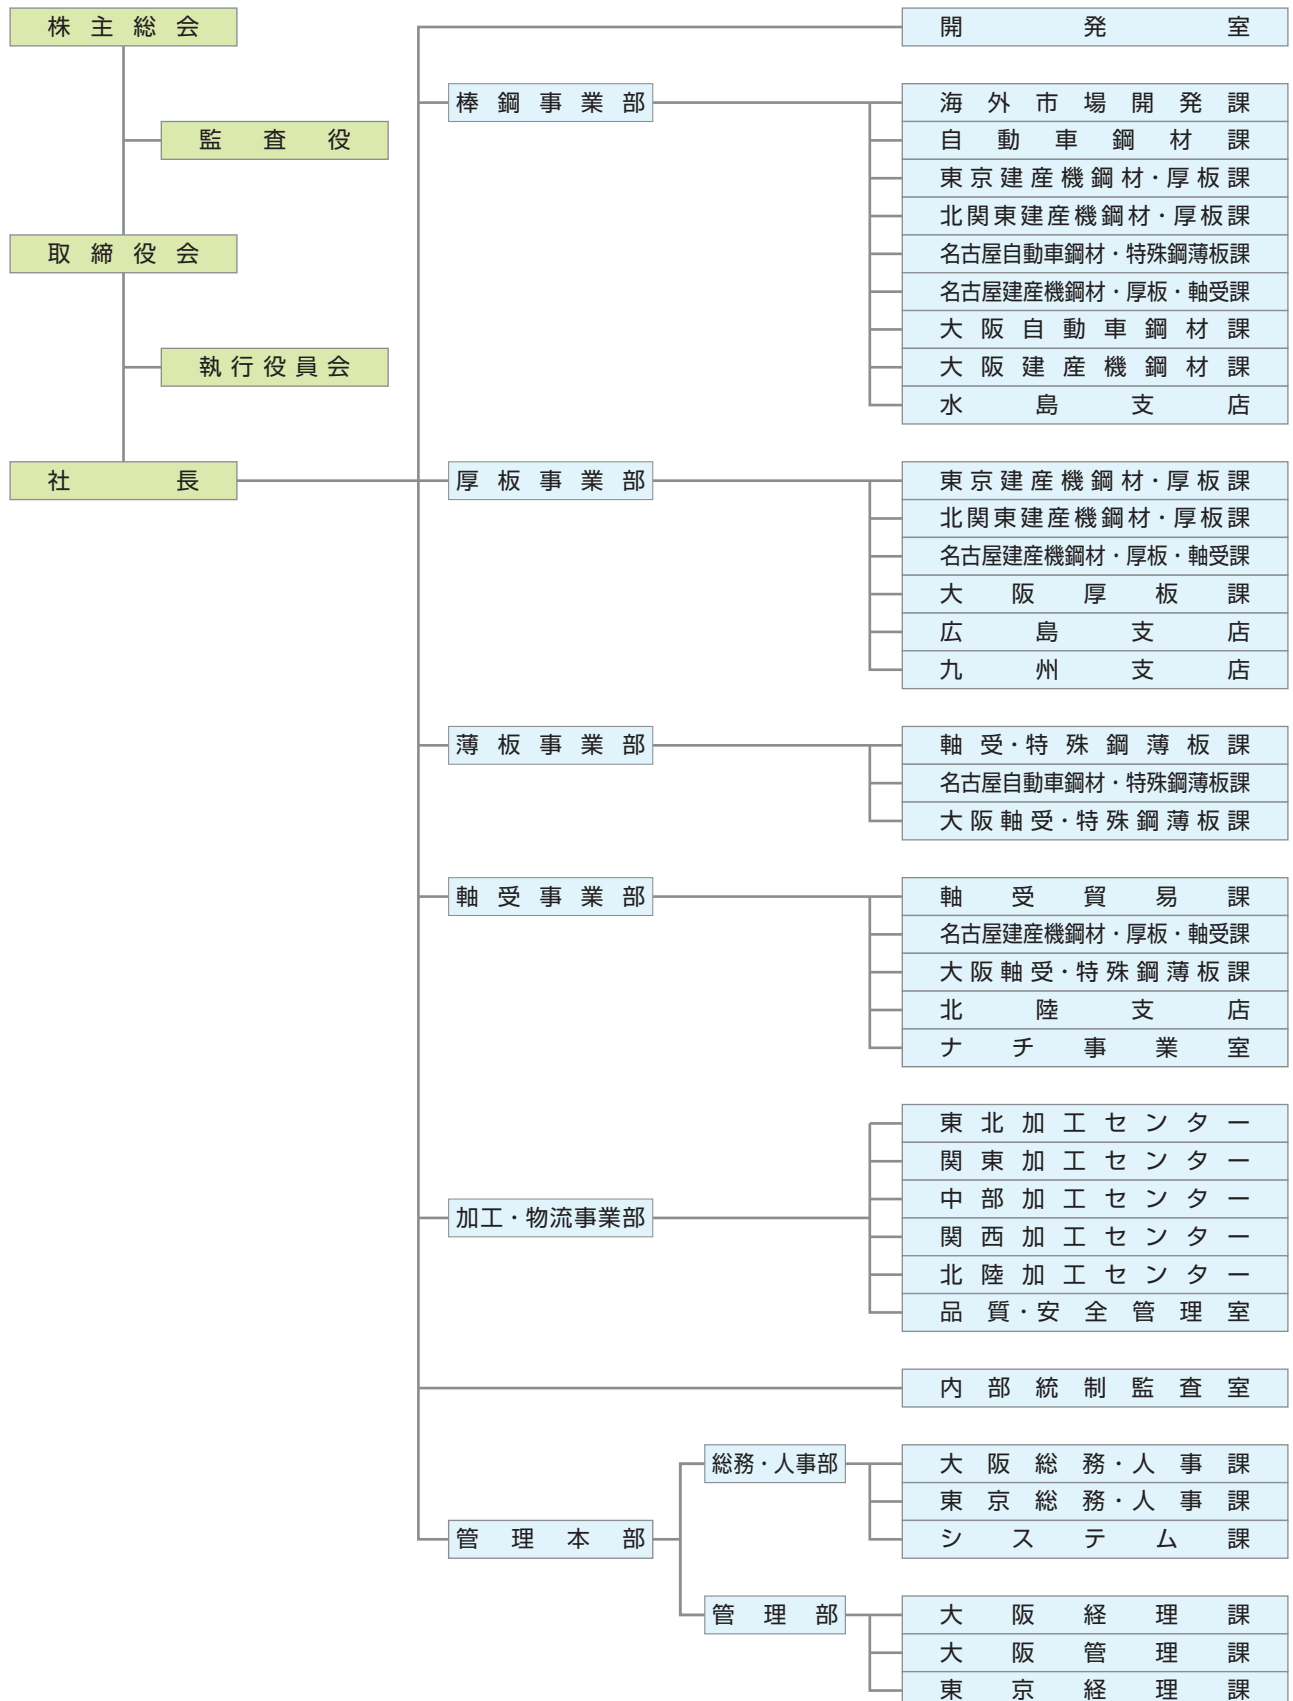 株主総会
監査役
取締役会
執行役員会
社長
開発室
棒鋼事業部
海外市場開発課
自動車鋼材課
東京建産機鋼材・厚板課
北関東建産機鋼材・厚板課
名古屋自動車鋼材・特殊鋼薄板課
名古屋建産機鋼材・厚板・軸受課
大阪自動車鋼材課
大阪建産機鋼材課
水島支店
厚板事業部
東京建産機鋼材・厚板課
北関東建産機鋼材・厚板課
名古屋建産機鋼材・厚板・軸受課
大阪厚板課
広島支店
九州支店
薄板事業部
軸受・特殊鋼薄板課
名古屋自動車鋼材・特殊鋼薄板課
大阪軸受・特殊鋼薄板課
軸受事業部
軸受貿易課
名古屋建産機鋼材・厚板・軸受課
大阪軸受・特殊鋼薄板課
北陸支店
ナチ事業室
加工・物流事業部
東北加工センター
関東加工センター
中部加工センター
関西加工センター
北陸加工センター
品質・安全管理室
内部統制監査室
管理本部
総務・人事部
大阪総務・人事課
東京総務・人事課
システム課
管理部
大阪経理課
大阪管理課
東京経理課